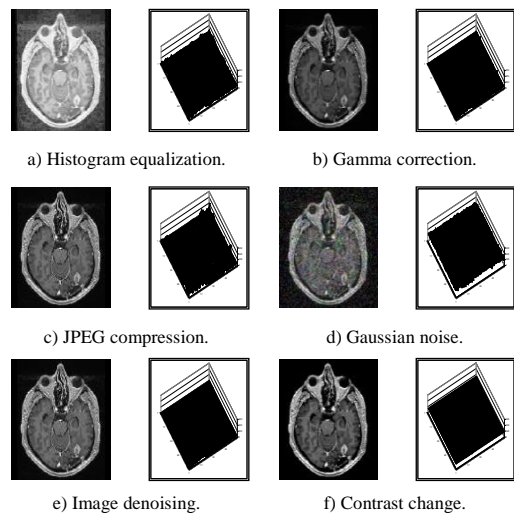 a) Histogram equalization.
b) Gamma correction.
c) JPEG compression.
d) Gaussian noise.
e) Image denoising.
f) Contrast change.